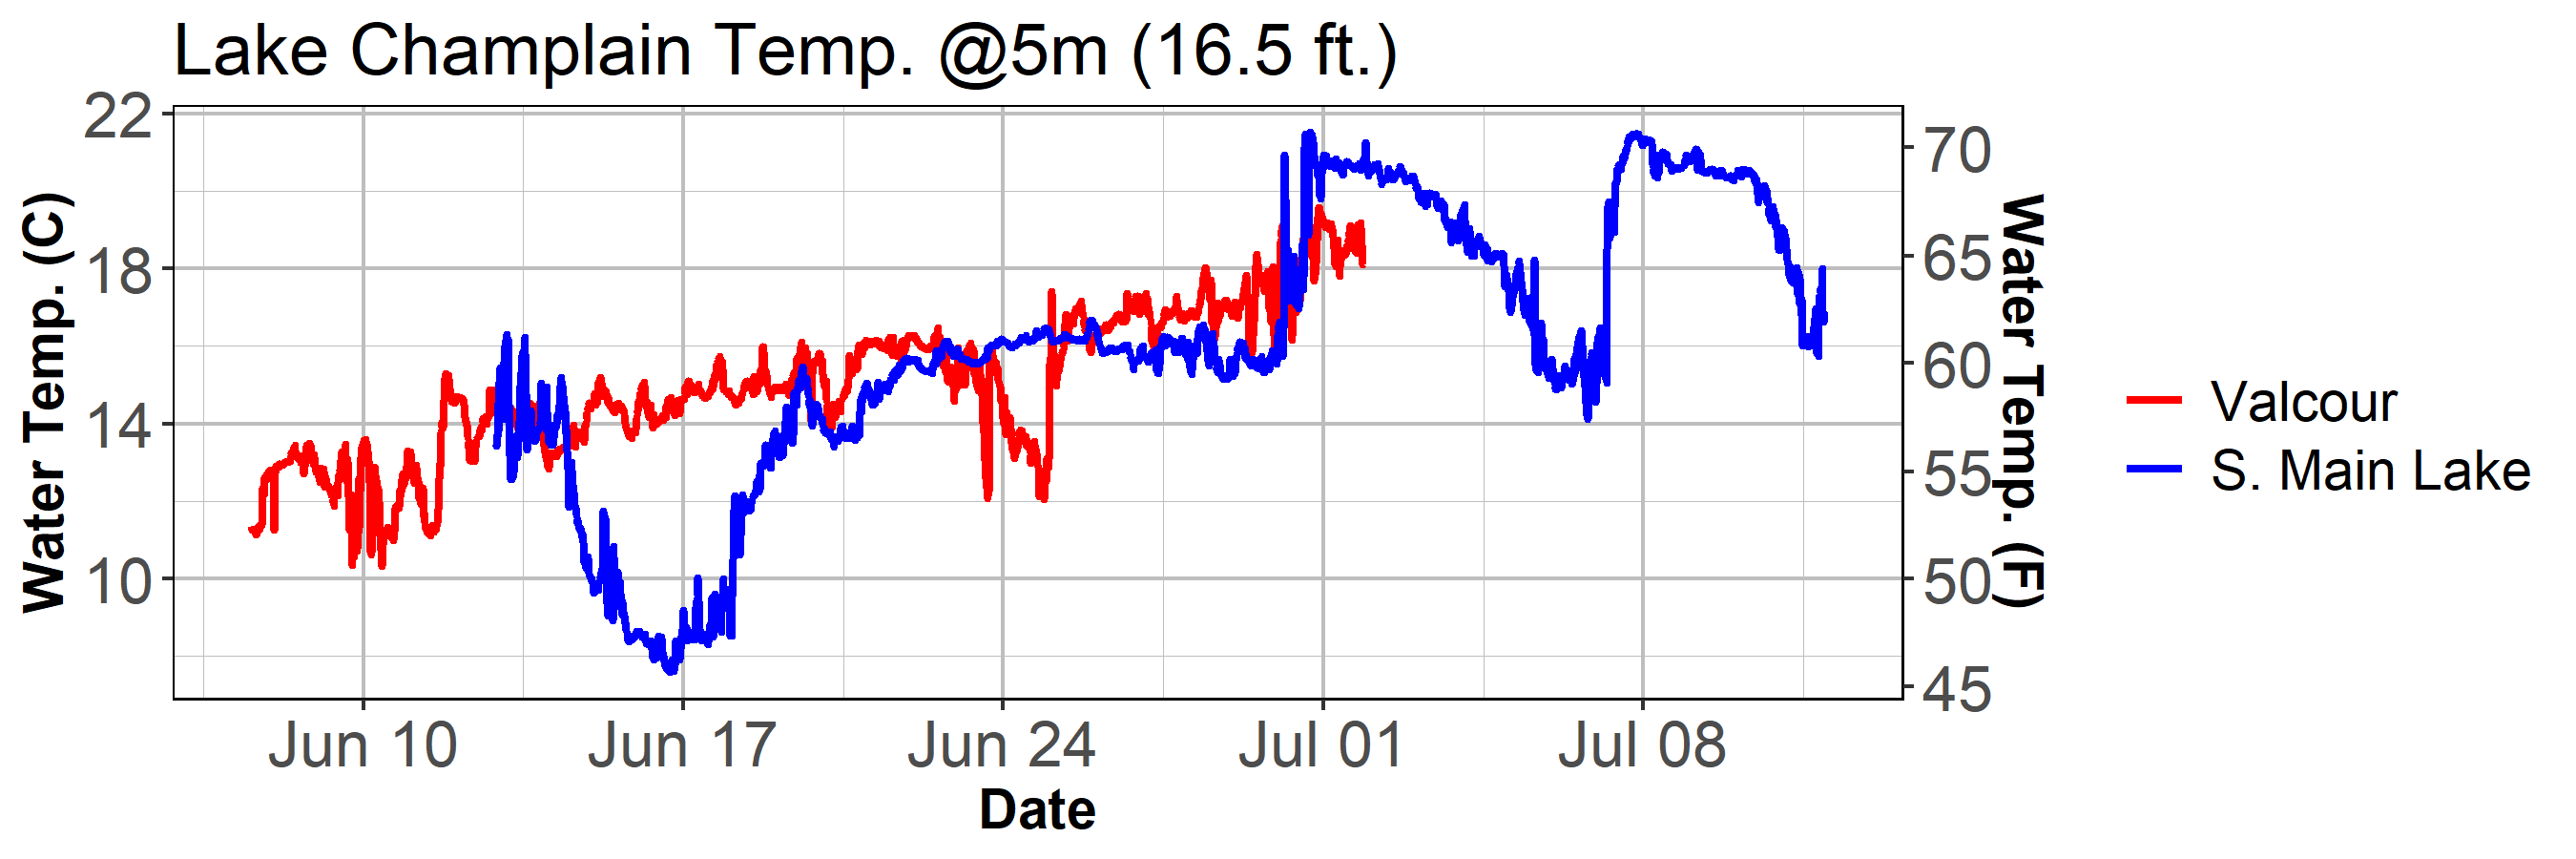 Lake Champlain Temp. @5m (16.5 ft.)
Water Temp. (C)
22
18
14
10
70
65
60
55
50
45
Water Temp. (F)
Jun 10
Jun 17
Jun 24
Jul 01
Jul 08
Date
Valcour
S. Main Lake